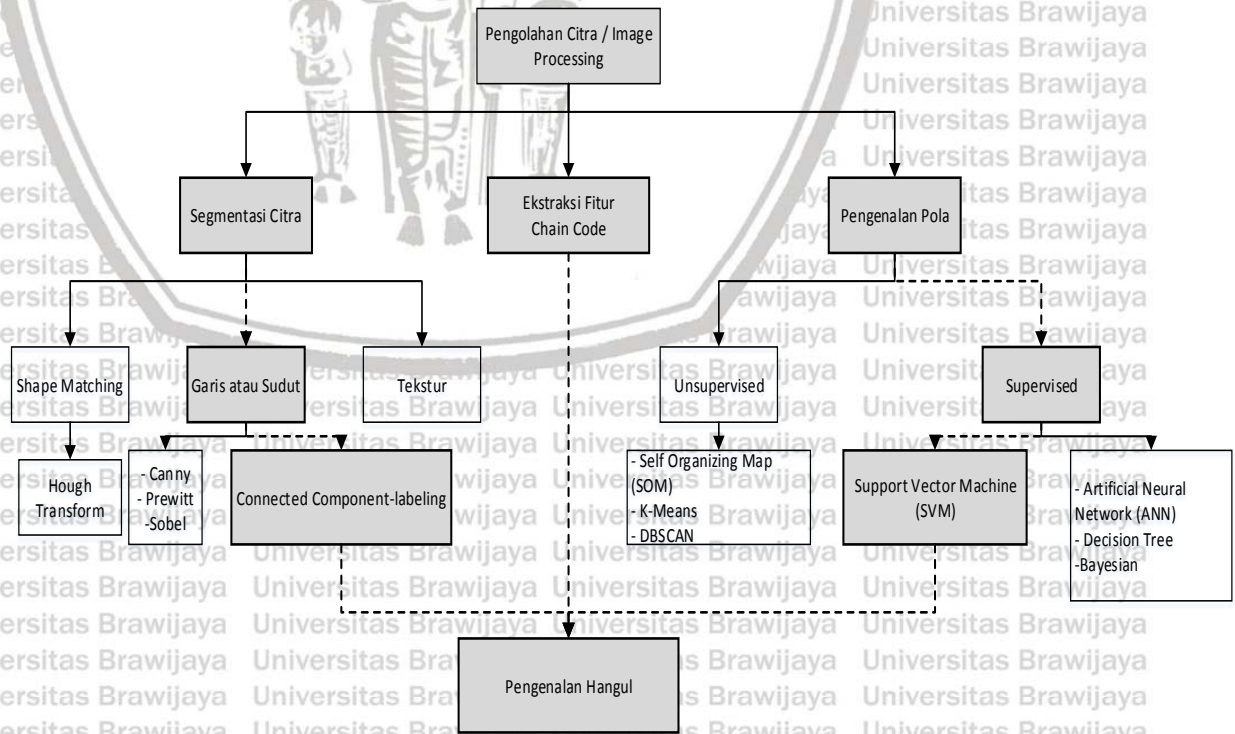 Pengolahan Citra / Image
Processing
Segmentasi Citra
Ekstraksi Fitur
Chain Code
Pengenalan Pola
Shape Matching
Garis atau Sudut
Tekstur
Unsupervised
Supervised
Hough
Transform
- Canny
- Prewitt
-Sobel
Connected Component-labeling
- Self Organizing Map
(SOM)
- K-Means
- DBSCAN
Support Vector Machine
(SVM)
- Artificial Neural
Network (ANN)
- Decision Tree
-Bayesian
Pengenalan Hangul
Universitas Brawijaya